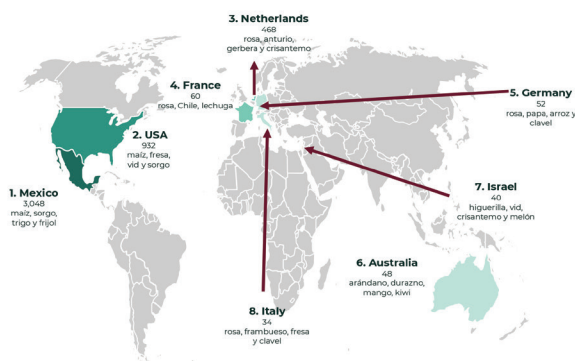 3. Netherlands
468
rosa, anturio,
gerbera y crisantemo
4. France
60
rosa, Chile, lechuga
5. Germany
52
rosa, papa, arroz y
clavel
2. USA
932
maíz, fresa,
vid y sorgo
1. Mexico
3,048
maíz, sorgo,
trigo y frijol
7. Israel
40
higuerilla, vid,
crisantemo y melón
6. Australia
48
arándano, durazno,
mango, kiwi
8. Italy
34
rosa, frambueso, fresa
y clavel